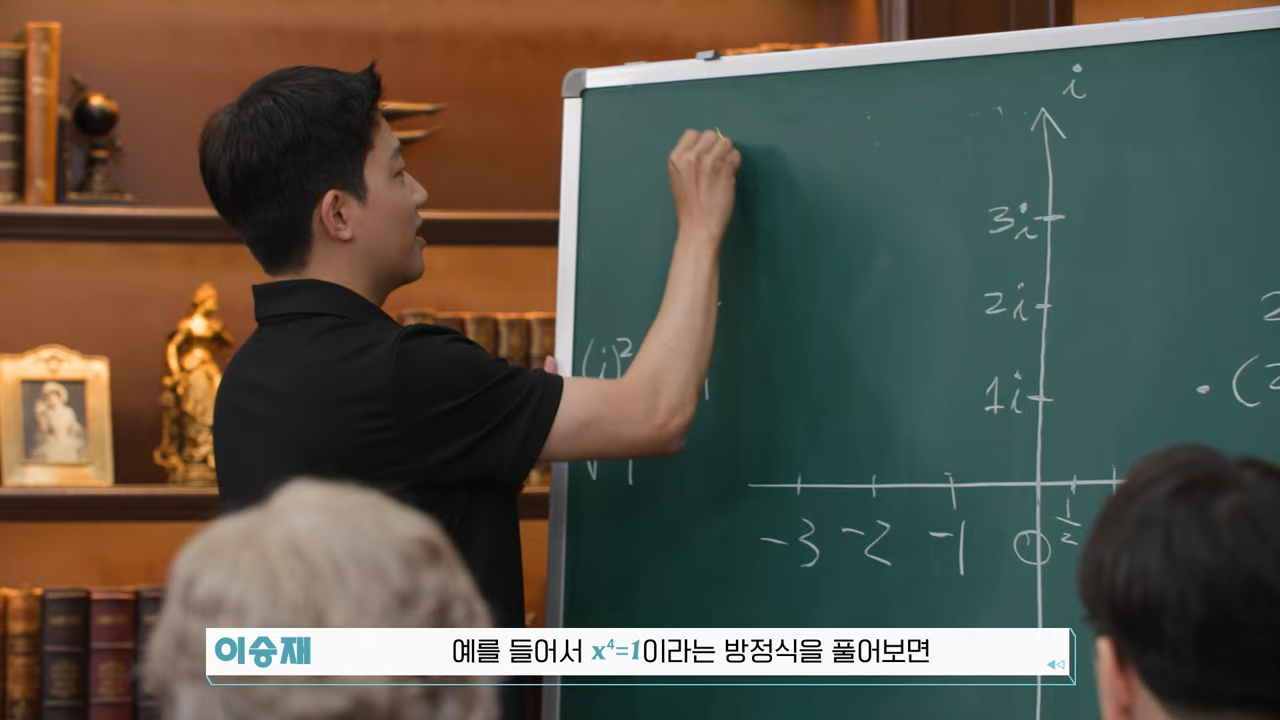 i
3i
2i
1i
(i)²
-3 -2 -1 0 1/2
이승재 예를 들어서 x⁴=1이라는 방정식을 풀어보면